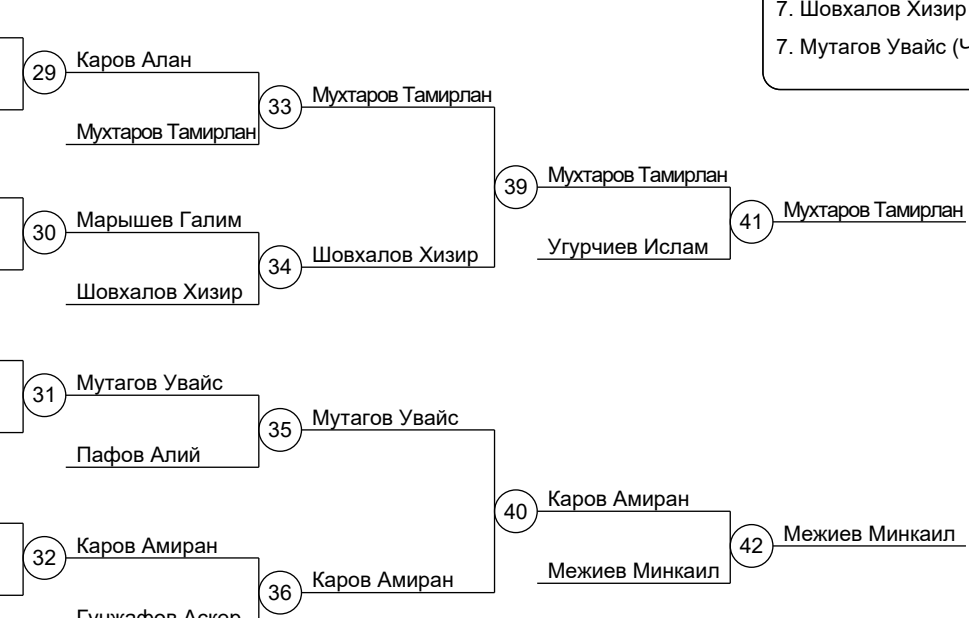 7. Шовхалов Хизир
7. Мутагов Увайс (Ч
29
Каров Алан
33
Мухтаров Тамирлан
Мухтаров Тамирлан
39
Мухтаров Тамирлан
41
Мухтаров Тамирлан
30
Марышев Галим
34
Шовхалов Хизир
Угурчиев Ислам
Шовхалов Хизир
31
Мутагов Увайс
35
Мутагов Увайс
Пафов Алий
40
Каров Амиран
42
Межиев Минкаил
32
Каров Амиран
36
Каров Амиран
Межиев Минкаил